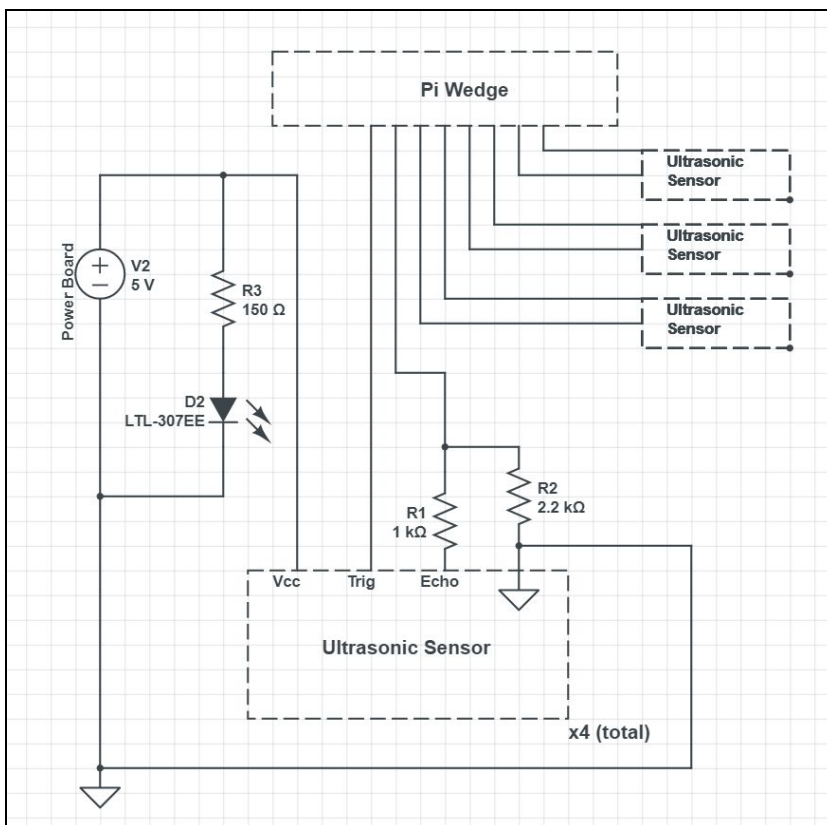 Pi Wedge
Ultrasonic
Sensor
Ultrasonic
Sensor
Ultrasonic
Sensor
Power Board
V2
5 V
R3
150 Ω
D2
LTL-307EE
R1
1 kΩ
R2
2.2 kΩ
Vcc
Trig
Echo
Ultrasonic Sensor
x4 (total)